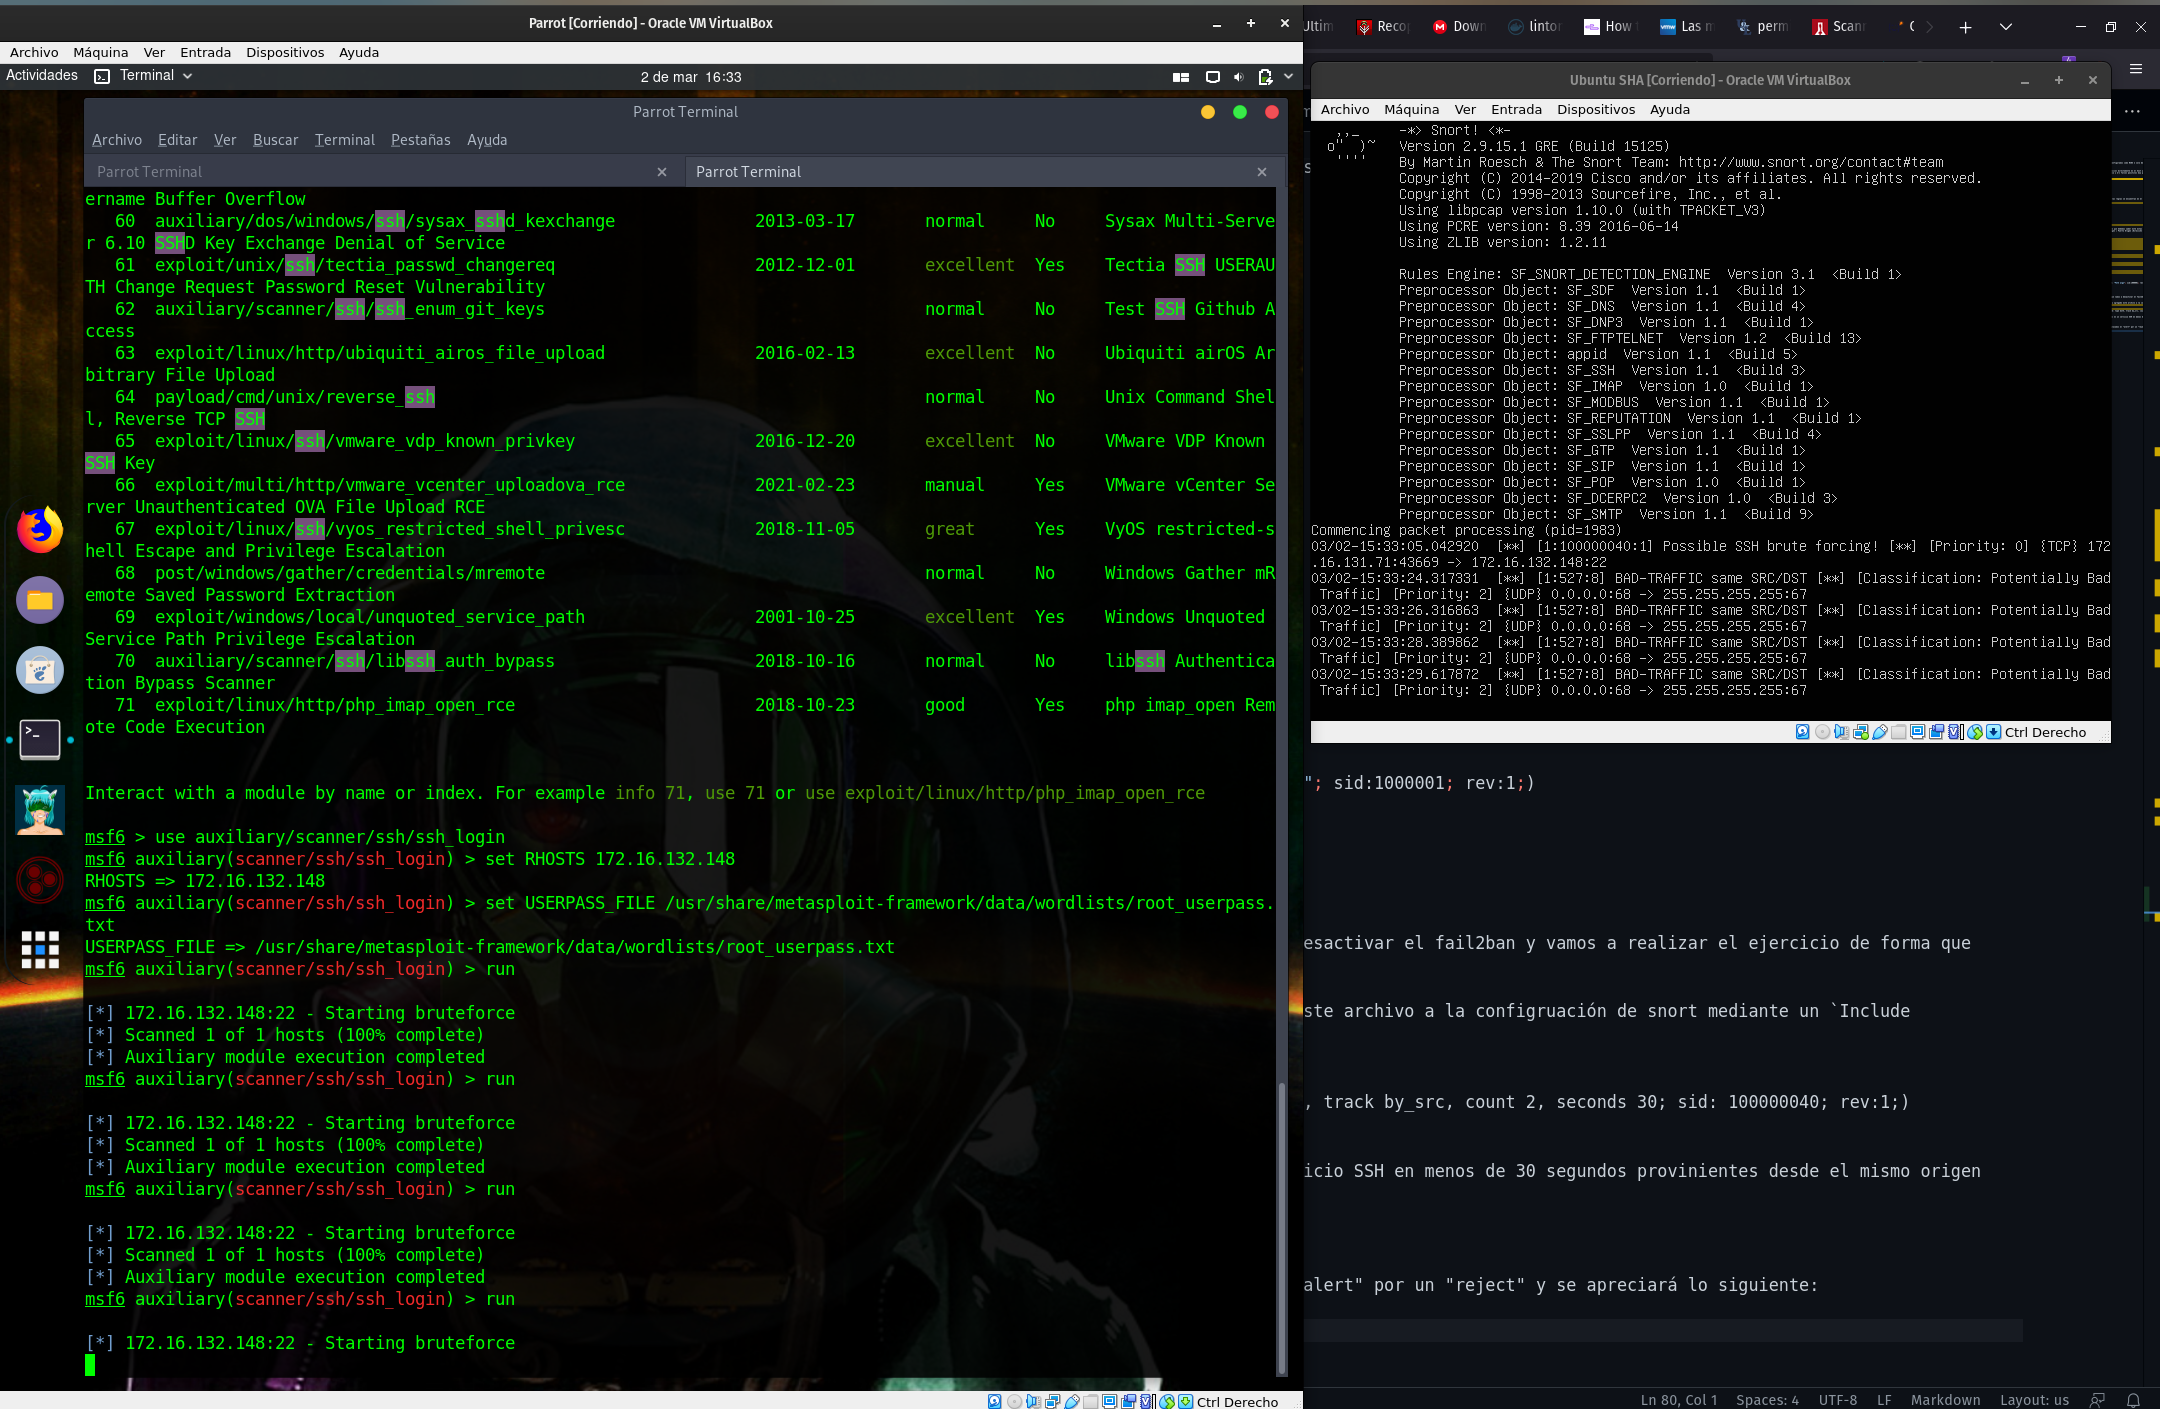 Parrot [Corriendo] - Oracle VM VirtualBox
Archivo Máquina Ver Entrada Dispositivos Ayuda
Actividades Terminal 2 de mar 16:33
Parrot Terminal
Archivo Editar Ver Buscar Terminal Pestañas Ayuda
Parrot Terminal
Parrot Terminal
ername Buffer Overflow
60 auxiliary/dos/windows/ssh/sysax_sshd_kexchange 2013-03-17 normal No Sysax Multi-Serve
r 6.10 SSHD Key Exchange Denial of Service
61 exploit/unix/ssh/tectia_passwd_changereq 2012-12-01 excellent Yes Tectia SSH USERAU
TH Change Request Password Reset Vulnerability
62 auxiliary/scanner/ssh/ssh_enum_git_keys normal No Test SSH Github A
ccess
63 exploit/linux/http/ubiquiti_airos_file_upload 2016-02-13 excellent No Ubiquiti airOS Ar
bitrary File Upload
64 payload/cmd/unix/reverse_ssh normal No Unix Command Shel
l, Reverse TCP SSH
65 exploit/linux/ssh/vmware_vdp_known_privkey 2016-12-20 excellent No VMware VDP Known
SSH Key
66 exploit/multi/http/vmware_vcenter_uploadova_rce 2021-02-23 manual Yes VMware vCenter Se
rver Unauthenticated OVA File Upload RCE
67 exploit/linux/ssh/vyos_restricted_shell_privesc 2018-11-05 great Yes VyOS restricted-s
hell Escape and Privilege Escalation
68 post/windows/gather/credentials/mremote normal No Windows Gather mR
emote Saved Password Extraction
69 exploit/windows/local/unquoted_service_path 2001-10-25 excellent Yes Windows Unquoted
Service Path Privilege Escalation
70 auxiliary/scanner/ssh/libssh_auth_bypass 2018-10-16 normal No libssh Authentica
tion Bypass Scanner
71 exploit/linux/http/php_imap_open_rce 2018-10-23 good Yes php imap_open Rem
ote Code Execution
Interact with a module by name or index. For example info 71, use 71 or use exploit/linux/http/php_imap_open_rce
msf6 > use auxiliary/scanner/ssh/ssh_login
msf6 auxiliary(scanner/ssh/ssh_login) > set RHOSTS 172.16.132.148
RHOSTS => 172.16.132.148
msf6 auxiliary(scanner/ssh/ssh_login) > set USERPASS_FILE /usr/share/metasploit-framework/data/wordlists/root_userpass.
txt
USERPASS_FILE => /usr/share/metasploit-framework/data/wordlists/root_userpass.txt
msf6 auxiliary(scanner/ssh/ssh_login) > run
[*] 172.16.132.148:22 - Starting bruteforce
[*] Scanned 1 of 1 hosts (100% complete)
[*] Auxiliary module execution completed
msf6 auxiliary(scanner/ssh/ssh_login) > run
[*] 172.16.132.148:22 - Starting bruteforce
[*] Scanned 1 of 1 hosts (100% complete)
[*] Auxiliary module execution completed
msf6 auxiliary(scanner/ssh/ssh_login) > run
[*] 172.16.132.148:22 - Starting bruteforce
[*] Scanned 1 of 1 hosts (100% complete)
[*] Auxiliary module execution completed
msf6 auxiliary(scanner/ssh/ssh_login) > run
[*] 172.16.132.148:22 - Starting bruteforce
Ctrl Derecho
Ultim Reco Down linto How Las m perm Scan
Ubuntu SHA [Corriendo] - Oracle VM VirtualBox
Archivo Máquina Ver Entrada Dispositivos Ayuda
,,_ -*> Snort! <*-
o" )~ Version 2.9.15.1 GRE (Build 15125)
'''' By Martin Roesch & The Snort Team: http://www.snort.org/contact#team
Copyright (C) 2014-2019 Cisco and/or its affiliates. All rights reserved.
Copyright (C) 1998-2013 Sourcefire, Inc., et al.
Using libpcap version 1.10.0 (with TPACKET_V3)
Using PCRE version: 8.39 2016-06-14
Using ZLIB version: 1.2.11
Rules Engine: SF_SNORT_DETECTION_ENGINE Version 3.1 <Build 1>
Preprocessor Object: SF_SDF Version 1.1 <Build 1>
Preprocessor Object: SF_DNS Version 1.1 <Build 4>
Preprocessor Object: SF_DNP3 Version 1.1 <Build 1>
Preprocessor Object: SF_FTPTELNET Version 1.2 <Build 13>
Preprocessor Object: appid Version 1.1 <Build 5>
Preprocessor Object: SF_SSH Version 1.1 <Build 3>
Preprocessor Object: SF_IMAP Version 1.0 <Build 1>
Preprocessor Object: SF_MODBUS Version 1.1 <Build 1>
Preprocessor Object: SF_REPUTATION Version 1.1 <Build 1>
Preprocessor Object: SF_SSLPP Version 1.1 <Build 4>
Preprocessor Object: SF_GTP Version 1.1 <Build 1>
Preprocessor Object: SF_SIP Version 1.1 <Build 1>
Preprocessor Object: SF_POP Version 1.0 <Build 1>
Preprocessor Object: SF_DCERPC2 Version 1.0 <Build 3>
Preprocessor Object: SF_SMTP Version 1.1 <Build 9>
Commencing packet processing (pid=1983)
03/02-15:33:05.042920 [**] [1:100000040:1] Possible SSH brute forcing! [**] [Priority: 0] {TCP} 172
.16.131.71:43669 -> 172.16.132.148:22
03/02-15:33:24.317331 [**] [1:527:8] BAD-TRAFFIC same SRC/DST [**] [Classification: Potentially Bad
Traffic] [Priority: 2] {UDP} 0.0.0.0:68 -> 255.255.255.255:67
03/02-15:33:26.316863 [**] [1:527:8] BAD-TRAFFIC same SRC/DST [**] [Classification: Potentially Bad
Traffic] [Priority: 2] {UDP} 0.0.0.0:68 -> 255.255.255.255:67
03/02-15:33:28.389862 [**] [1:527:8] BAD-TRAFFIC same SRC/DST [**] [Classification: Potentially Bad
Traffic] [Priority: 2] {UDP} 0.0.0.0:68 -> 255.255.255.255:67
03/02-15:33:29.617872 [**] [1:527:8] BAD-TRAFFIC same SRC/DST [**] [Classification: Potentially Bad
Traffic] [Priority: 2] {UDP} 0.0.0.0:68 -> 255.255.255.255:67
Ctrl Derecho
"; sid:1000001; rev:1;)
esactivar el fail2ban y vamos a realizar el ejercicio de forma que
ste archivo a la configruación de snort mediante un `Include
, track by_src, count 2, seconds 30; sid: 100000040; rev:1;)
icio SSH en menos de 30 segundos provinientes desde el mismo origen
alert" por un "reject" y se apreciará lo siguiente:
Ln 80, Col 1 Spaces: 4 UTF-8 LF Markdown Layout: us